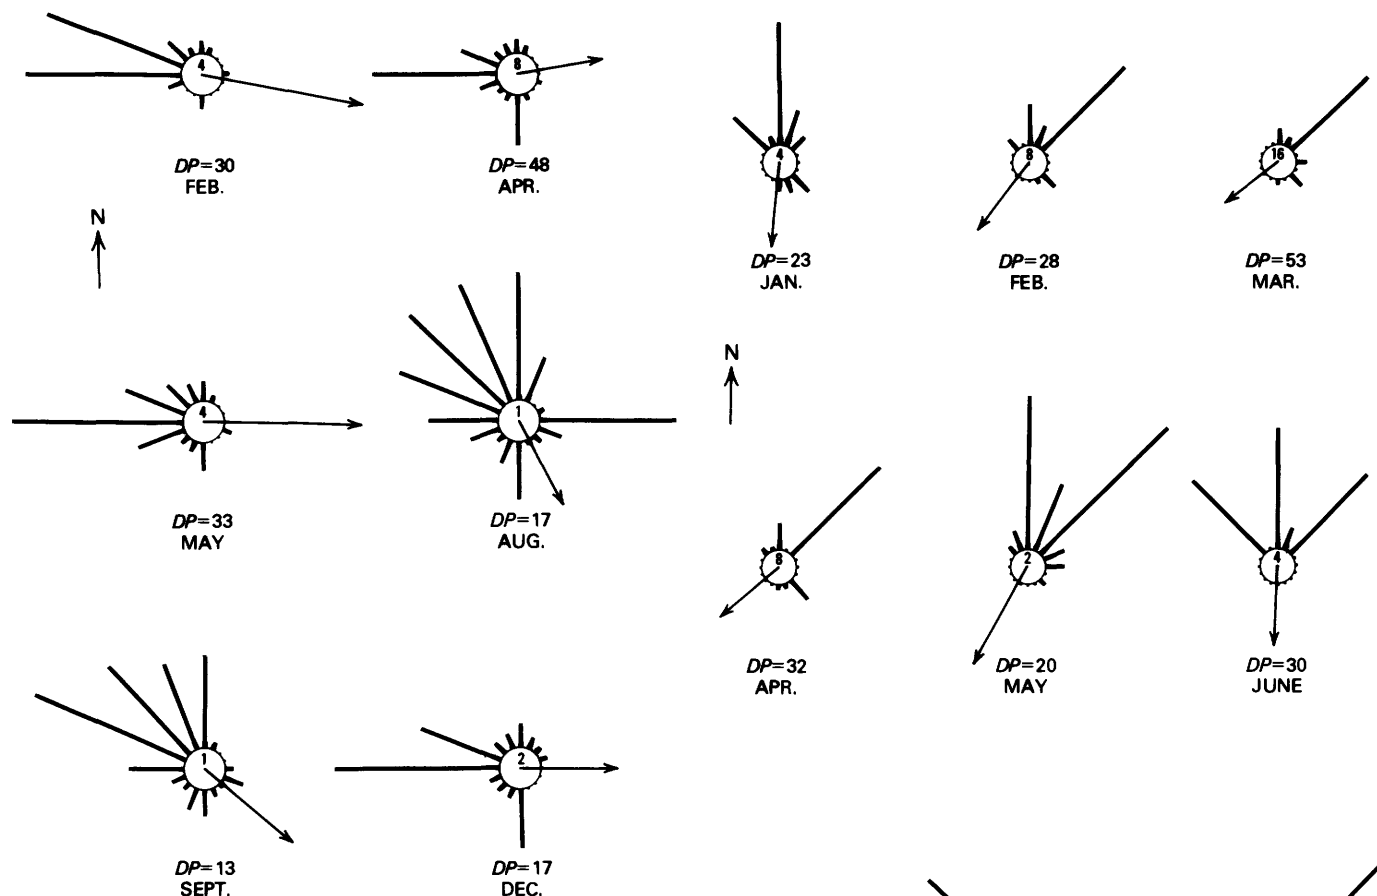 4
8
DP=30
DP=48
FEB.
APR.
N
4
1
DP=33
DP=17
MAY
AUG.
1
2
DP=13
DP=17
SEPT.
DEC.
4
8
16
DP=23
DP=28
DP=53
JAN.
FEB.
MAR.
N
8
2
4
DP=32
DP=20
DP=30
APR.
MAY
JUNE